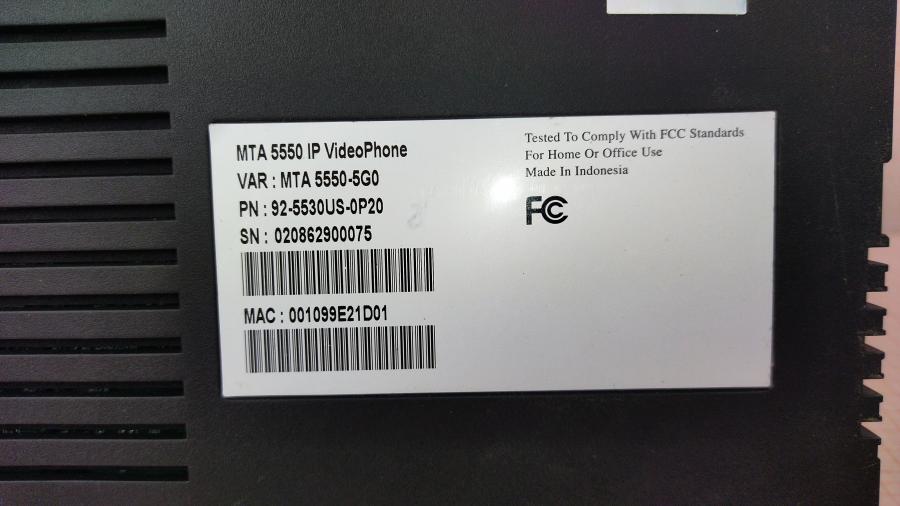 MTA 5550 IP VideoPhone
VAR : MTA 5550-5G0
PN : 92-5530US-0P20
SN : 020862900075
MAC : 001099E21D01
Tested To Comply With FCC Standards
For Home Or Office Use
Made In Indonesia
FC